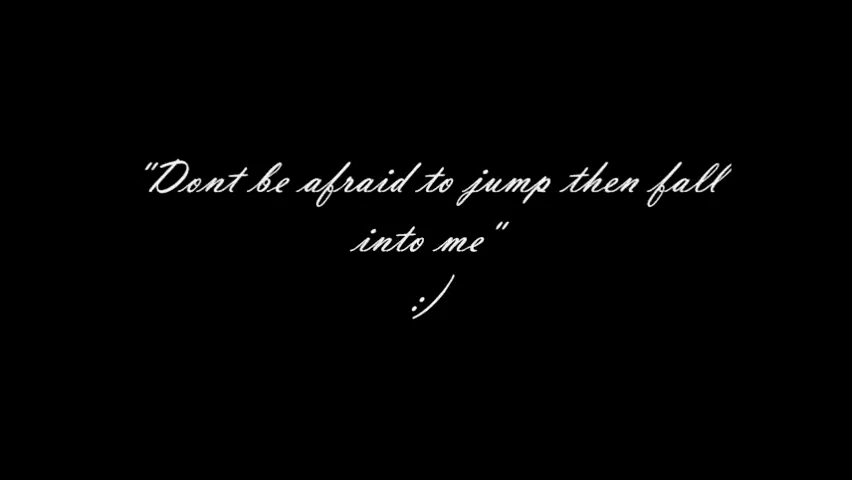 "Dont be afraid to jump then fall
into me"
:)